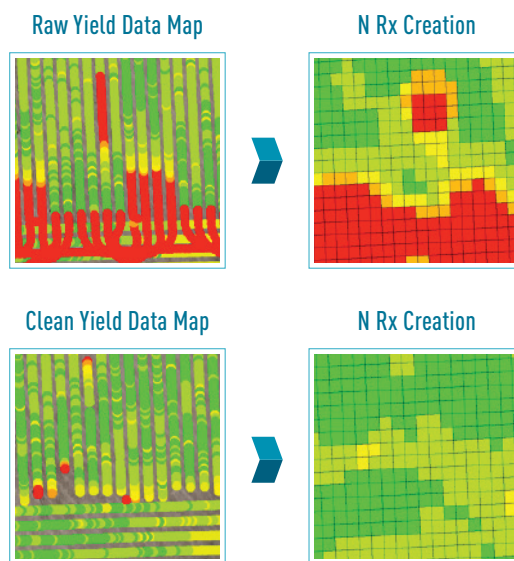 Raw Yield Data Map
N Rx Creation
Clean Yield Data Map
N Rx Creation